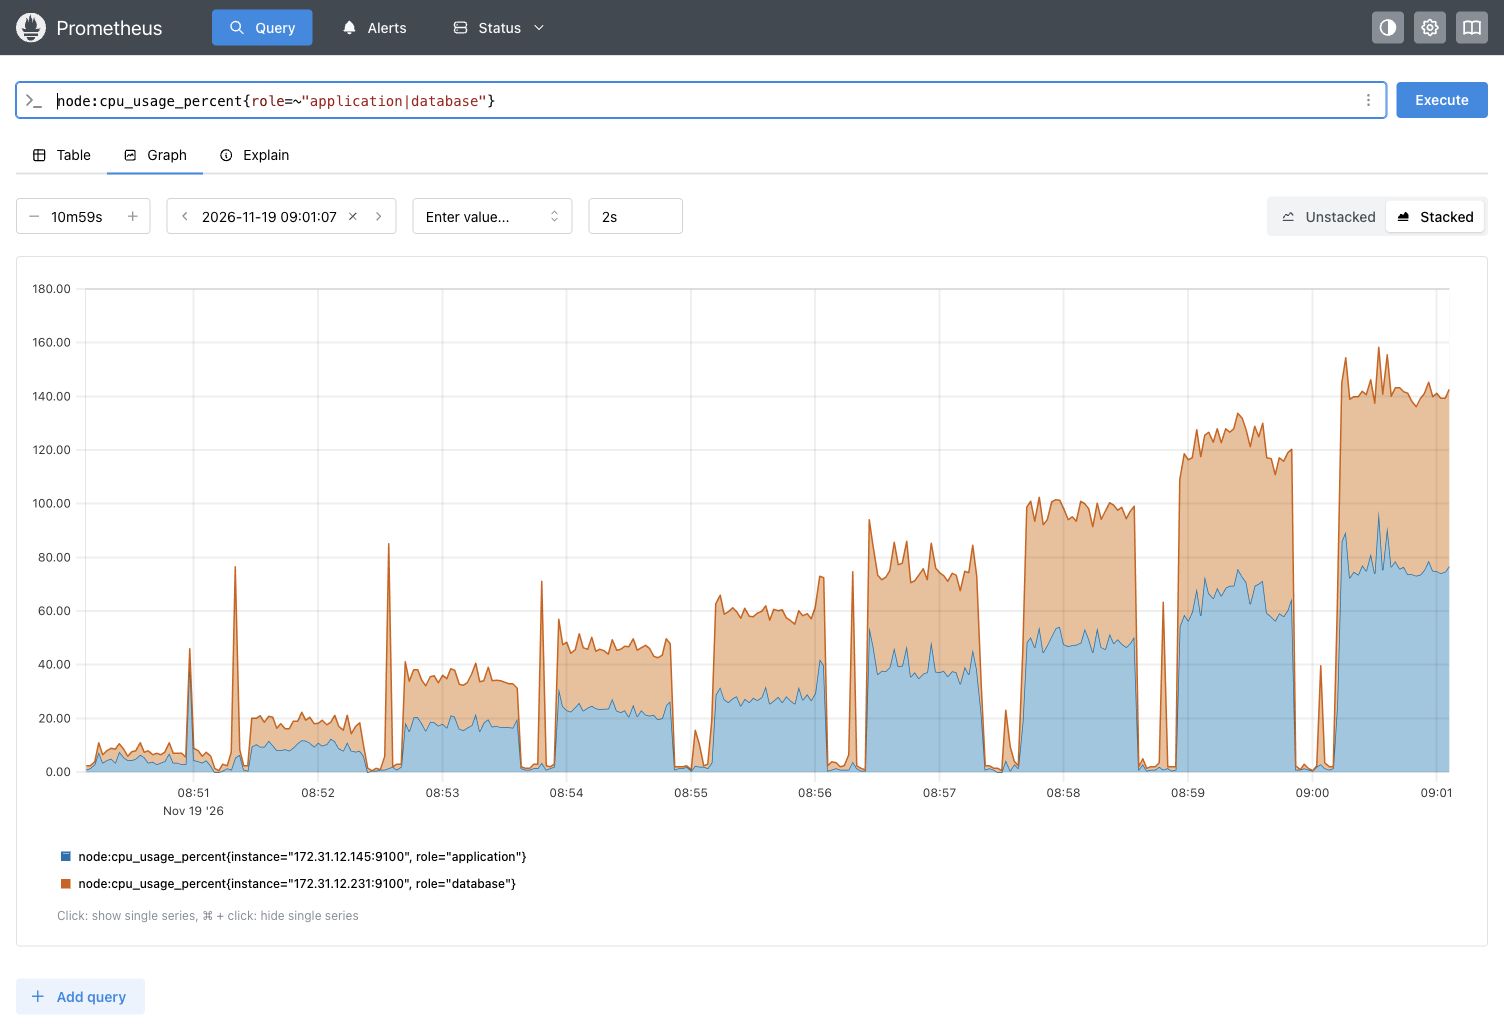 Prometheus Query Alerts Status
>_ node:cpu_usage_percent{role=~"application|database"} Execute
Table Graph Explain
− 10m59s + 2026-11-19 09:01:07 Enter value... 2s Unstacked Stacked
180.00
160.00
140.00
120.00
100.00
80.00
60.00
40.00
20.00
0.00
08:51 08:52 08:53 08:54 08:55 08:56 08:57 08:58 08:59 09:00 09:01
Nov 19 '26
node:cpu_usage_percent{instance="172.31.12.145:9100", role="application"}
node:cpu_usage_percent{instance="172.31.12.231:9100", role="database"}
Click: show single series, ⌘ + click: hide single series
+ Add query